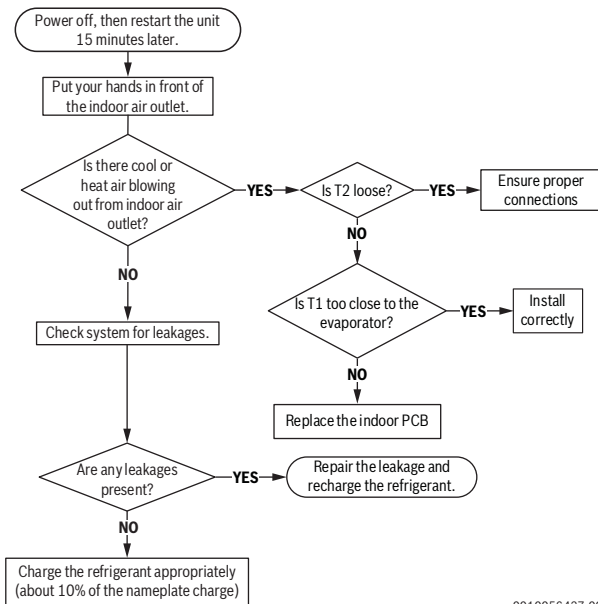 Power off, then restart the unit
15 minutes later.
Put your hands in front of
the indoor air outlet.
Is there cool or
heat air blowing
out from indoor air
outlet?
YES
Is T2 loose?
YES
Ensure proper
connections
NO
NO
Is T1 too close to the
evaporator?
YES
Install
correctly
Check system for leakages.
NO
Replace the indoor PCB
Are any leakages
present?
YES
Repair the leakage and
recharge the refrigerant.
NO
Charge the refrigerant appropriately
(about 10% of the nameplate charge)